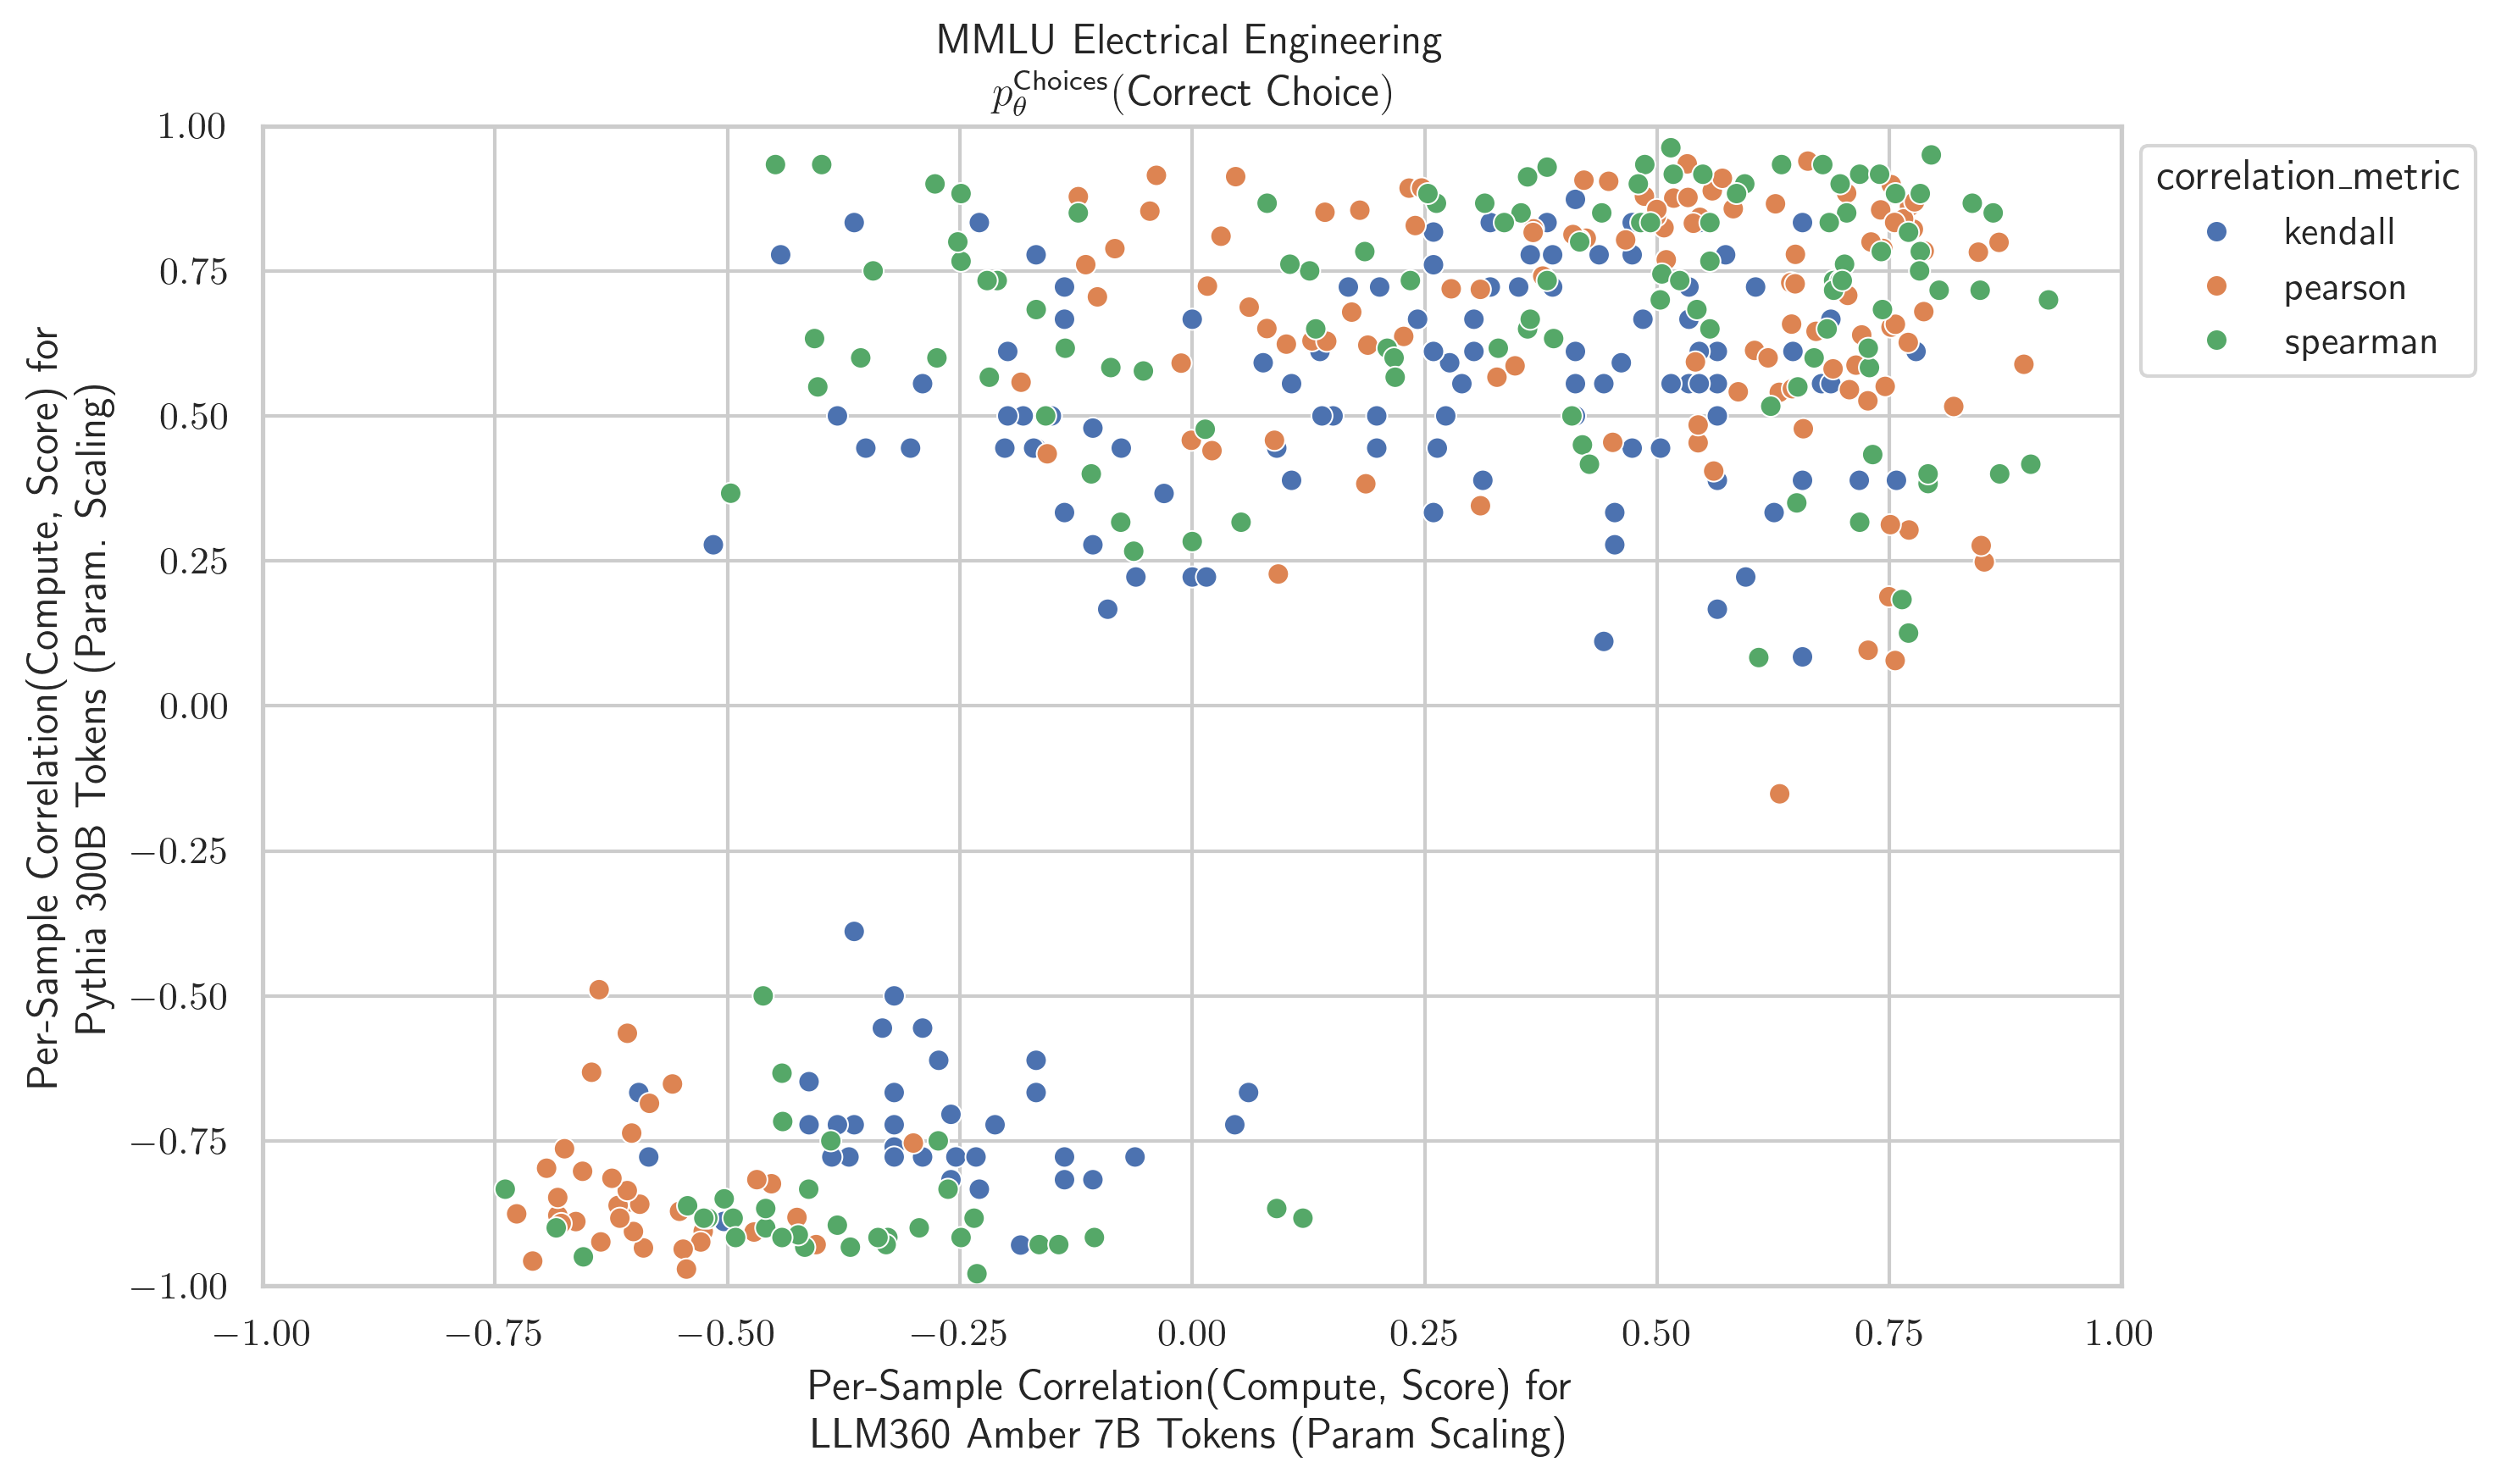 MMLU Electrical Engineering
p_θ^Choices(Correct Choice)
Per-Sample Correlation(Compute, Score) for
Pythia 300B Tokens (Param. Scaling)
1.00
0.75
0.50
0.25
0.00
−0.25
−0.50
−0.75
−1.00
−1.00 −0.75 −0.50 −0.25 0.00 0.25 0.50 0.75 1.00
Per-Sample Correlation(Compute, Score) for
LLM360 Amber 7B Tokens (Param Scaling)
correlation_metric
kendall
pearson
spearman